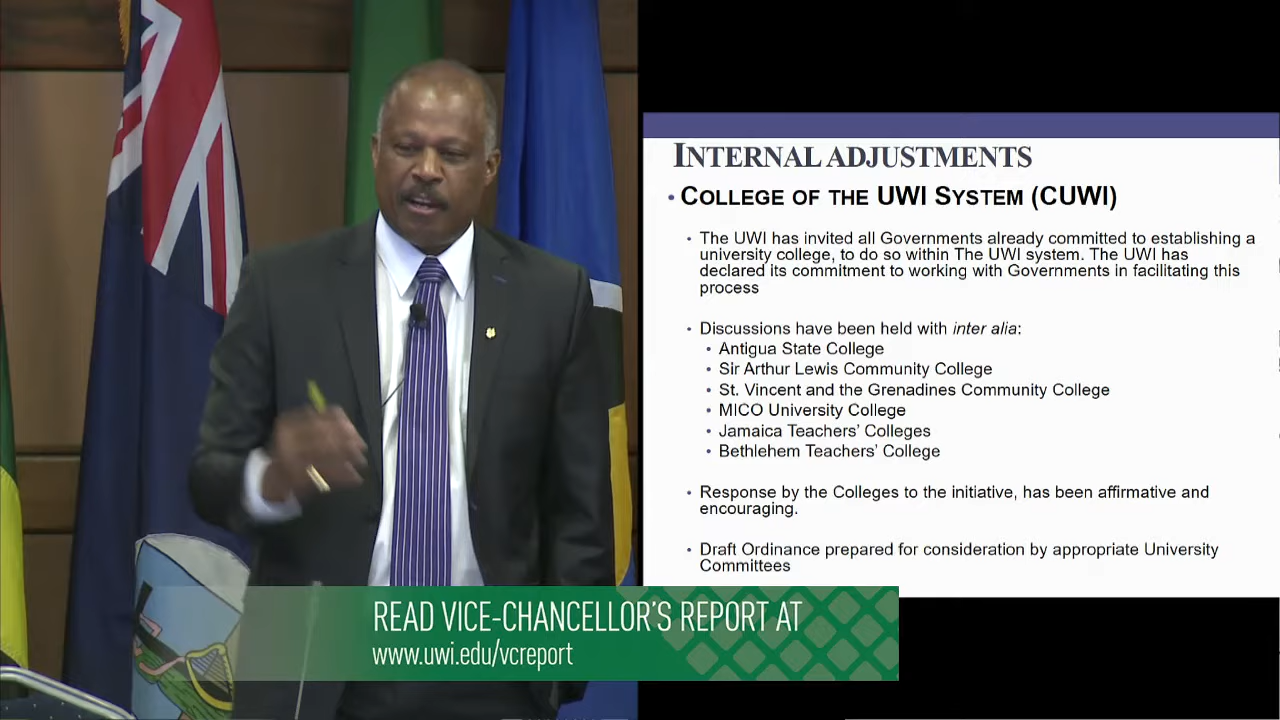 INTERNAL ADJUSTMENTS
• COLLEGE OF THE UWI SYSTEM (CUWI)
• The UWI has invited all Governments already committed to establishing a
university college, to do so within The UWI system. The UWI has
declared its commitment to working with Governments in facilitating this
process
• Discussions have been held with inter alia:
• Antigua State College
• Sir Arthur Lewis Community College
• St. Vincent and the Grenadines Community College
• MICO University College
• Jamaica Teachers’ Colleges
• Bethlehem Teachers’ College
• Response by the Colleges to the initiative, has been affirmative and
encouraging.
• Draft Ordinance prepared for consideration by appropriate University
Committees
READ VICE-CHANCELLOR’S REPORT AT
www.uwi.edu/vcreport